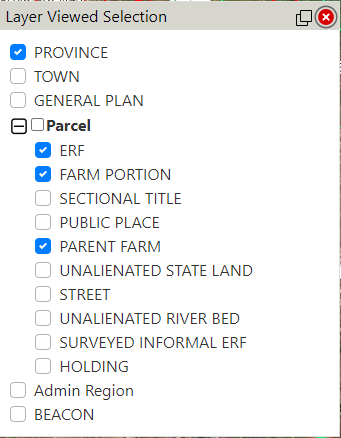 Layer Viewed Selection
PROVINCE
TOWN
GENERAL PLAN
Parcel
ERF
FARM PORTION
SECTIONAL TITLE
PUBLIC PLACE
PARENT FARM
UNALIENATED STATE LAND
STREET
UNALIENATED RIVER BED
SURVEYED INFORMAL ERF
HOLDING
Admin Region
BEACON